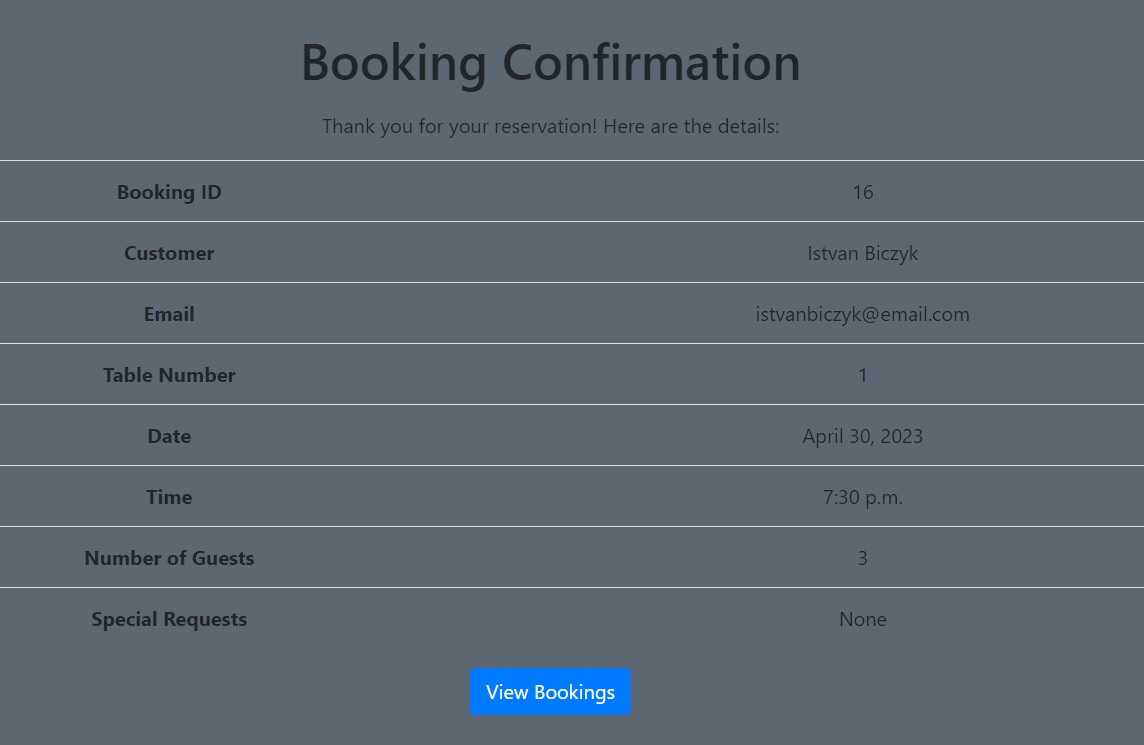 Booking Confirmation
Thank you for your reservation! Here are the details:
Booking ID 16
Customer Istvan Biczyk
Email istvanbiczyk@email.com
Table Number 1
Date April 30, 2023
Time 7:30 p.m.
Number of Guests 3
Special Requests None
View Bookings